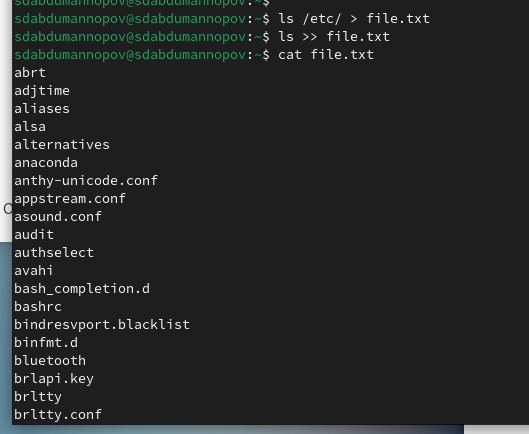 sdabdumannopov@sdabdumannopov:~$
sdabdumannopov@sdabdumannopov:~$ ls /etc/ > file.txt
sdabdumannopov@sdabdumannopov:~$ ls >> file.txt
sdabdumannopov@sdabdumannopov:~$ cat file.txt
abrt
adjtime
aliases
alsa
alternatives
anaconda
anthy-unicode.conf
appstream.conf
asound.conf
audit
authselect
avahi
bash_completion.d
bashrc
bindresvport.blacklist
binfmt.d
bluetooth
brlapi.key
brltty
brltty.conf